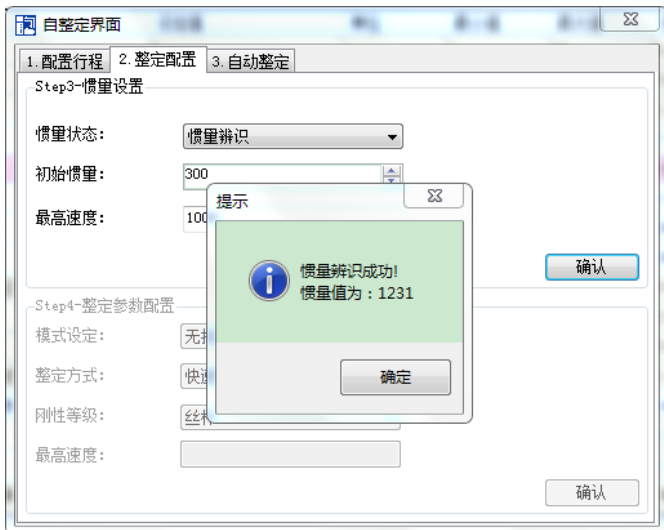 自整定界面
1.配置行程 2.整定配置 3.自动整定
Step3-惯量设置
惯量状态： 惯量辨识
初始惯量： 300
提示
最高速度： 100
惯量辨识成功!
惯量值为：1231
确认
Step4-整定参数配置
模式设定：
整定方式： 快速
确定
刚性等级：
最高速度：
确认